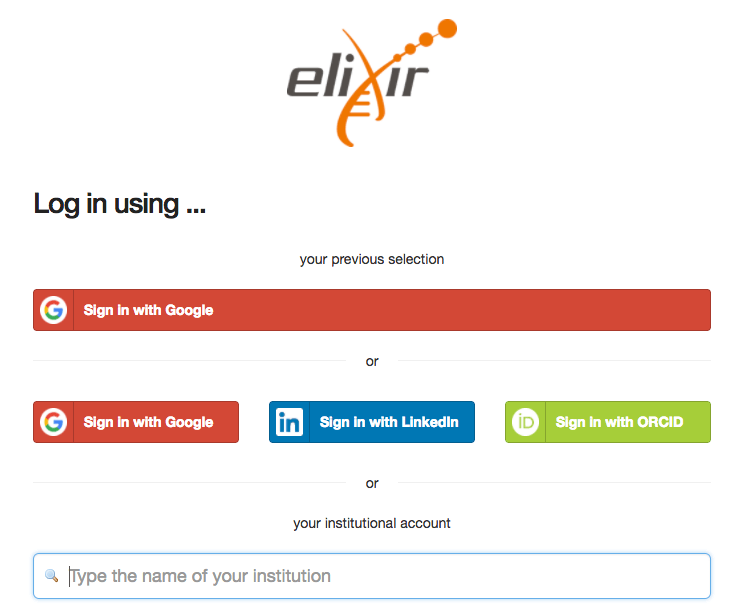 elixir
Log in using ...
your previous selection
Sign in with Google
or
Sign in with Google
Sign in with LinkedIn
Sign in with ORCID
or
your institutional account
Type the name of your institution